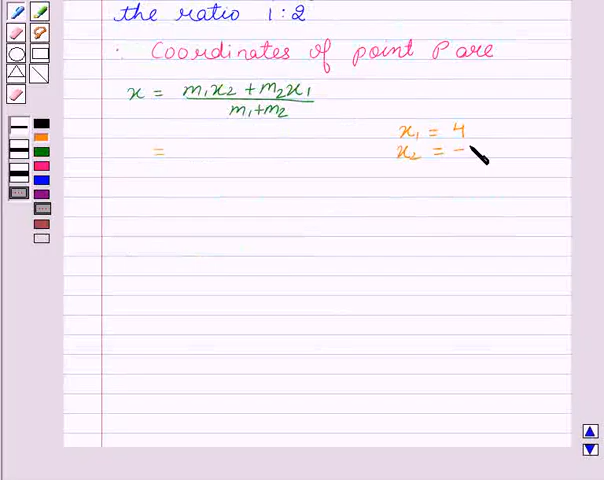 the ratio 1:2
∴ Coordinates of point P are
x = (m₁x₂ + m₂x₁)/(m₁+m₂)
x₁ = 4
= x₂ = -